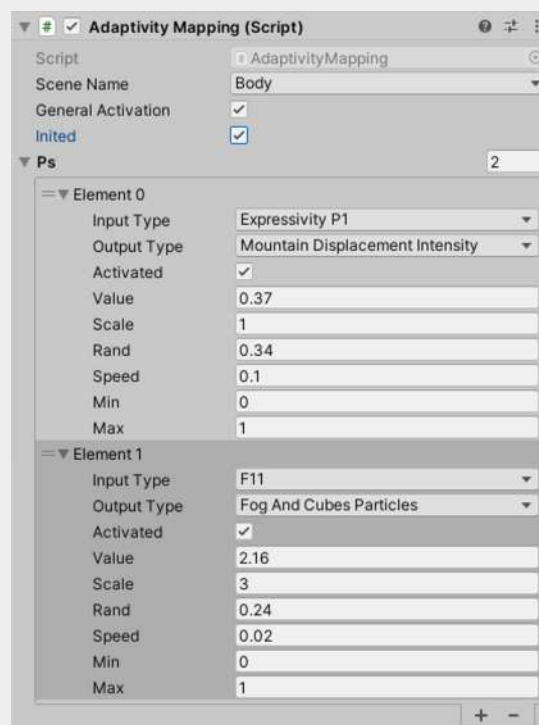 # Adaptivity Mapping (Script)
Script # AdaptivityMapping
Scene Name Body
General Activation
Inited
Ps 2
Element 0
Input Type Expressivity P1
Output Type Mountain Displacement Intensity
Activated
Value 0.37
Scale 1
Rand 0.34
Speed 0.1
Min 0
Max 1
Element 1
Input Type F11
Output Type Fog And Cubes Particles
Activated
Value 2.16
Scale 3
Rand 0.24
Speed 0.02
Min 0
Max 1
+ −